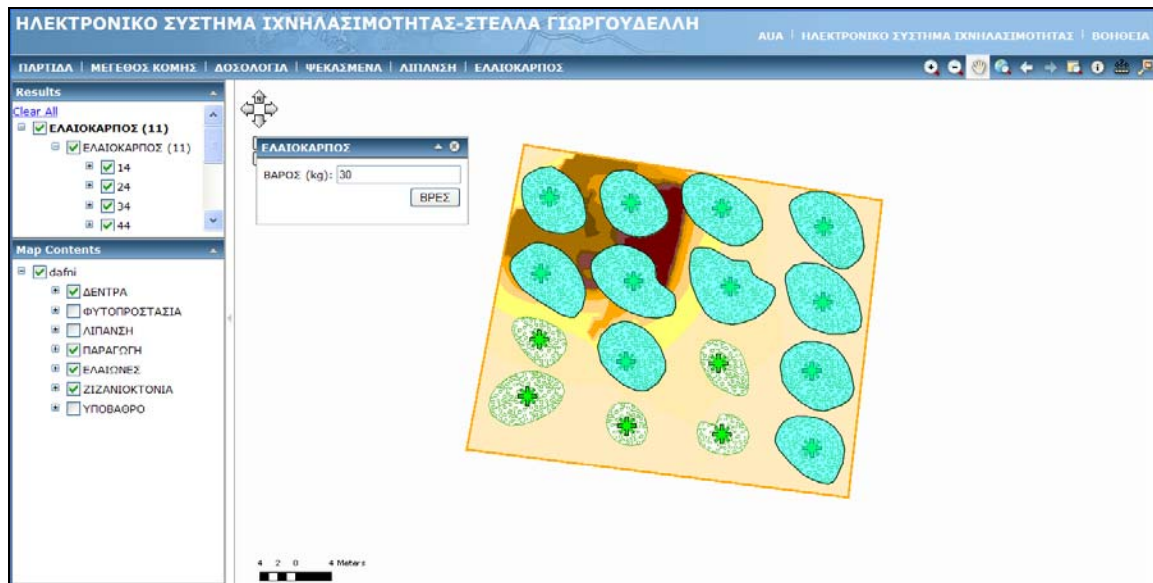 ΗΛΕΚΤΡΟΝΙΚΟ ΣΥΣΤΗΜΑ ΙΧΝΗΛΑΣΙΜΟΤΗΤΑΣ-ΣΤΕΛΛΑ ΓΙΩΡΓΟΥΔΕΛΛΗ
AUA | ΗΛΕΚΤΡΟΝΙΚΟ ΣΥΣΤΗΜΑ ΙΧΝΗΛΑΣΙΜΟΤΗΤΑΣ | ΒΟΗΘΕΙΑ
ΠΑΡΤΙΔΑ | ΜΕΓΕΘΟΣ ΚΟΜΗΣ | ΔΟΣΟΛΟΓΙΑ | ΨΕΚΑΣΜΕΝΑ | ΛΙΠΑΝΣΗ | ΕΛΑΙΟΚΑΡΠΟΣ
Results
Clear All
ΕΛΑΙΟΚΑΡΠΟΣ (11)
ΕΛΑΙΟΚΑΡΠΟΣ (11)
14
24
34
44
Map Contents
dafni
ΔΕΝΤΡΑ
ΦΥΤΟΠΡΟΣΤΑΣΙΑ
ΛΙΠΑΝΣΗ
ΠΑΡΑΓΩΓΗ
ΕΛΑΙΩΝΕΣ
ΖΙΖΑΝΙΟΚΤΟΝΙΑ
ΥΠΟΒΑΘΡΟ
N
ΕΛΑΙΟΚΑΡΠΟΣ
ΒΑΡΟΣ (kg): 30
ΒΡΕΣ
4 2 0 4 Meters